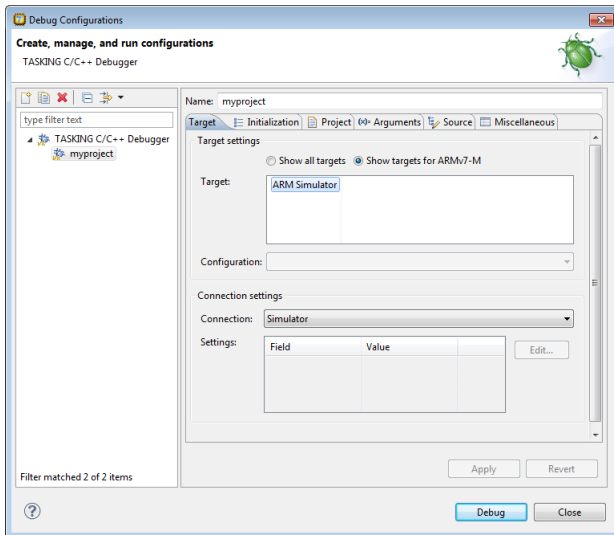 Debug Configurations
Create, manage, and run configurations
TASKING C/C++ Debugger
type filter text
TASKING C/C++ Debugger
myproject
Filter matched 2 of 2 items
Name: myproject
Target Initialization Project (x)= Arguments Source Miscellaneous
Target settings
Show all targets Show targets for ARMv7-M
Target: ARM Simulator
Configuration:
Connection settings
Connection: Simulator
Settings: Field Value Edit...
Apply Revert
? Debug Close